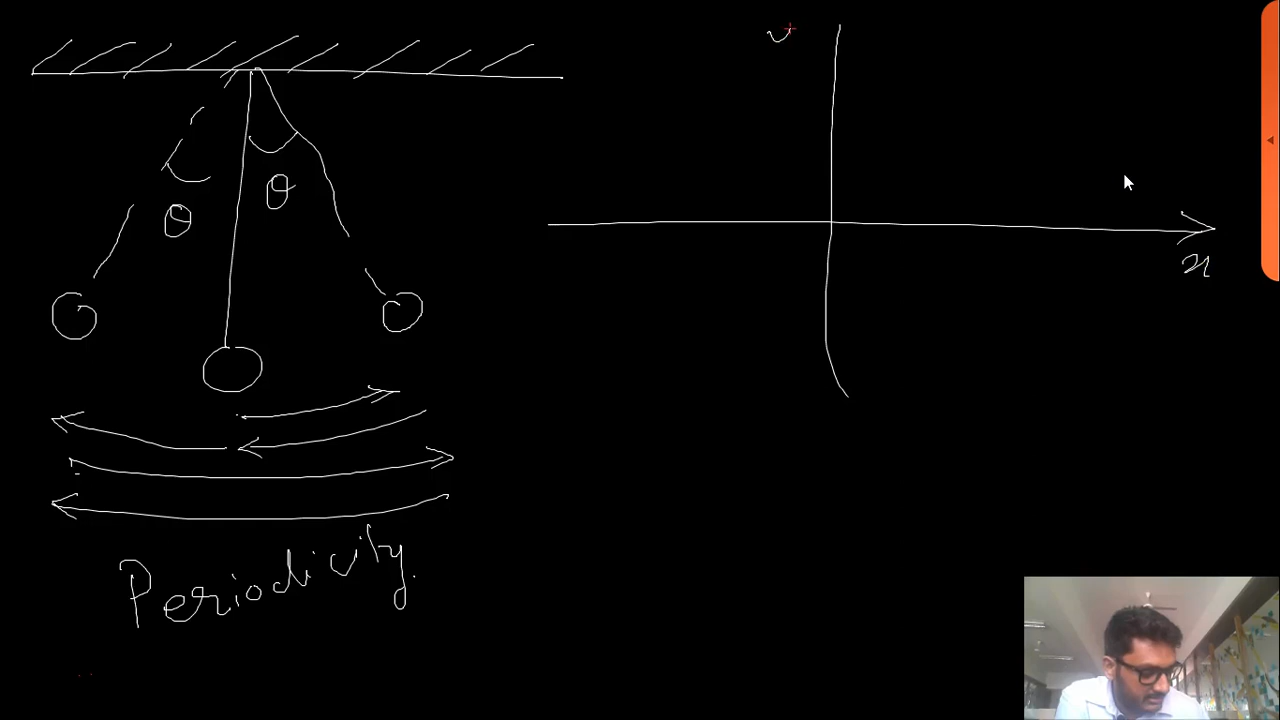 θ
θ
x
Periodicity.